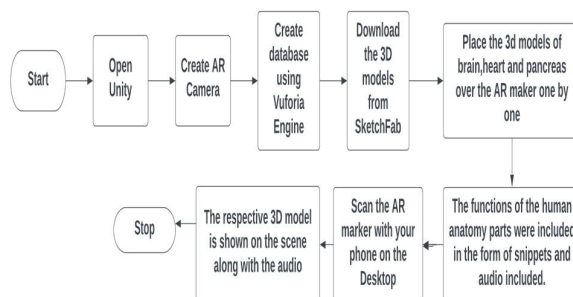 Start
Open
Unity
Create AR
Camera
Create
database
using
Vuforia
Engine
Download
the 3D
models
from
SketchFab
Place the 3d models of
brain,heart and pancreas
over the AR maker one by
one
The functions of the human
anatomy parts were included
in the form of snippets and
audio included.
Scan the AR
marker with your
phone on the
Desktop
The respective 3D model
is shown on the scene
along with the audio
Stop